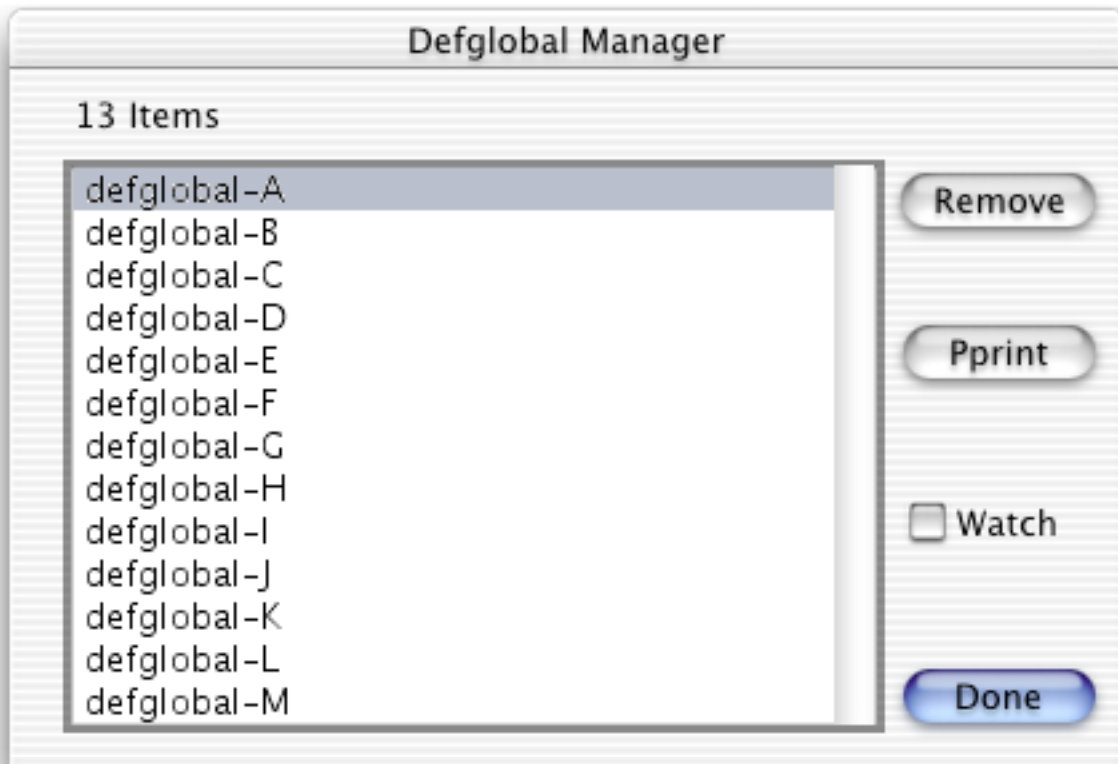 Defglobal Manager
13 Items
defglobal-A
defglobal-B
defglobal-C
defglobal-D
defglobal-E
defglobal-F
defglobal-G
defglobal-H
defglobal-I
defglobal-J
defglobal-K
defglobal-L
defglobal-M
Remove
Pprint
Watch
Done